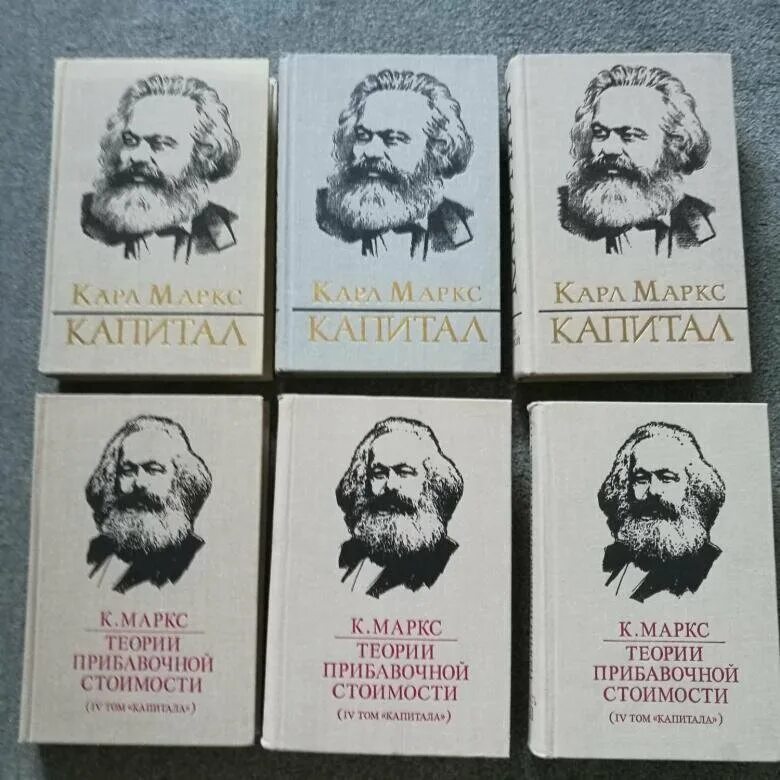 Карл Маркс
КАПИТАЛ
Карл Маркс
КАПИТАЛ
Карл Маркс
КАПИТАЛ
К. МАРКС
ТЕОРИИ
ПРИБАВОЧНОЙ
СТОИМОСТИ
(IV ТОМ «КАПИТАЛА»)
К. МАРКС
ТЕОРИИ
ПРИБАВОЧНОЙ
СТОИМОСТИ
(IV ТОМ «КАПИТАЛА»)
К. МАРКС
ТЕОРИИ
ПРИБАВОЧНОЙ
СТОИМОСТИ
(IV ТОМ «КАПИТАЛА»)